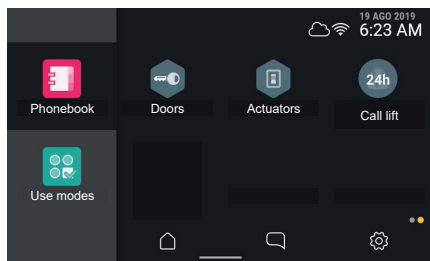 19 AGO 2019
6:23 AM
Phonebook
Doors
Actuators
24h
Call lift
Use modes